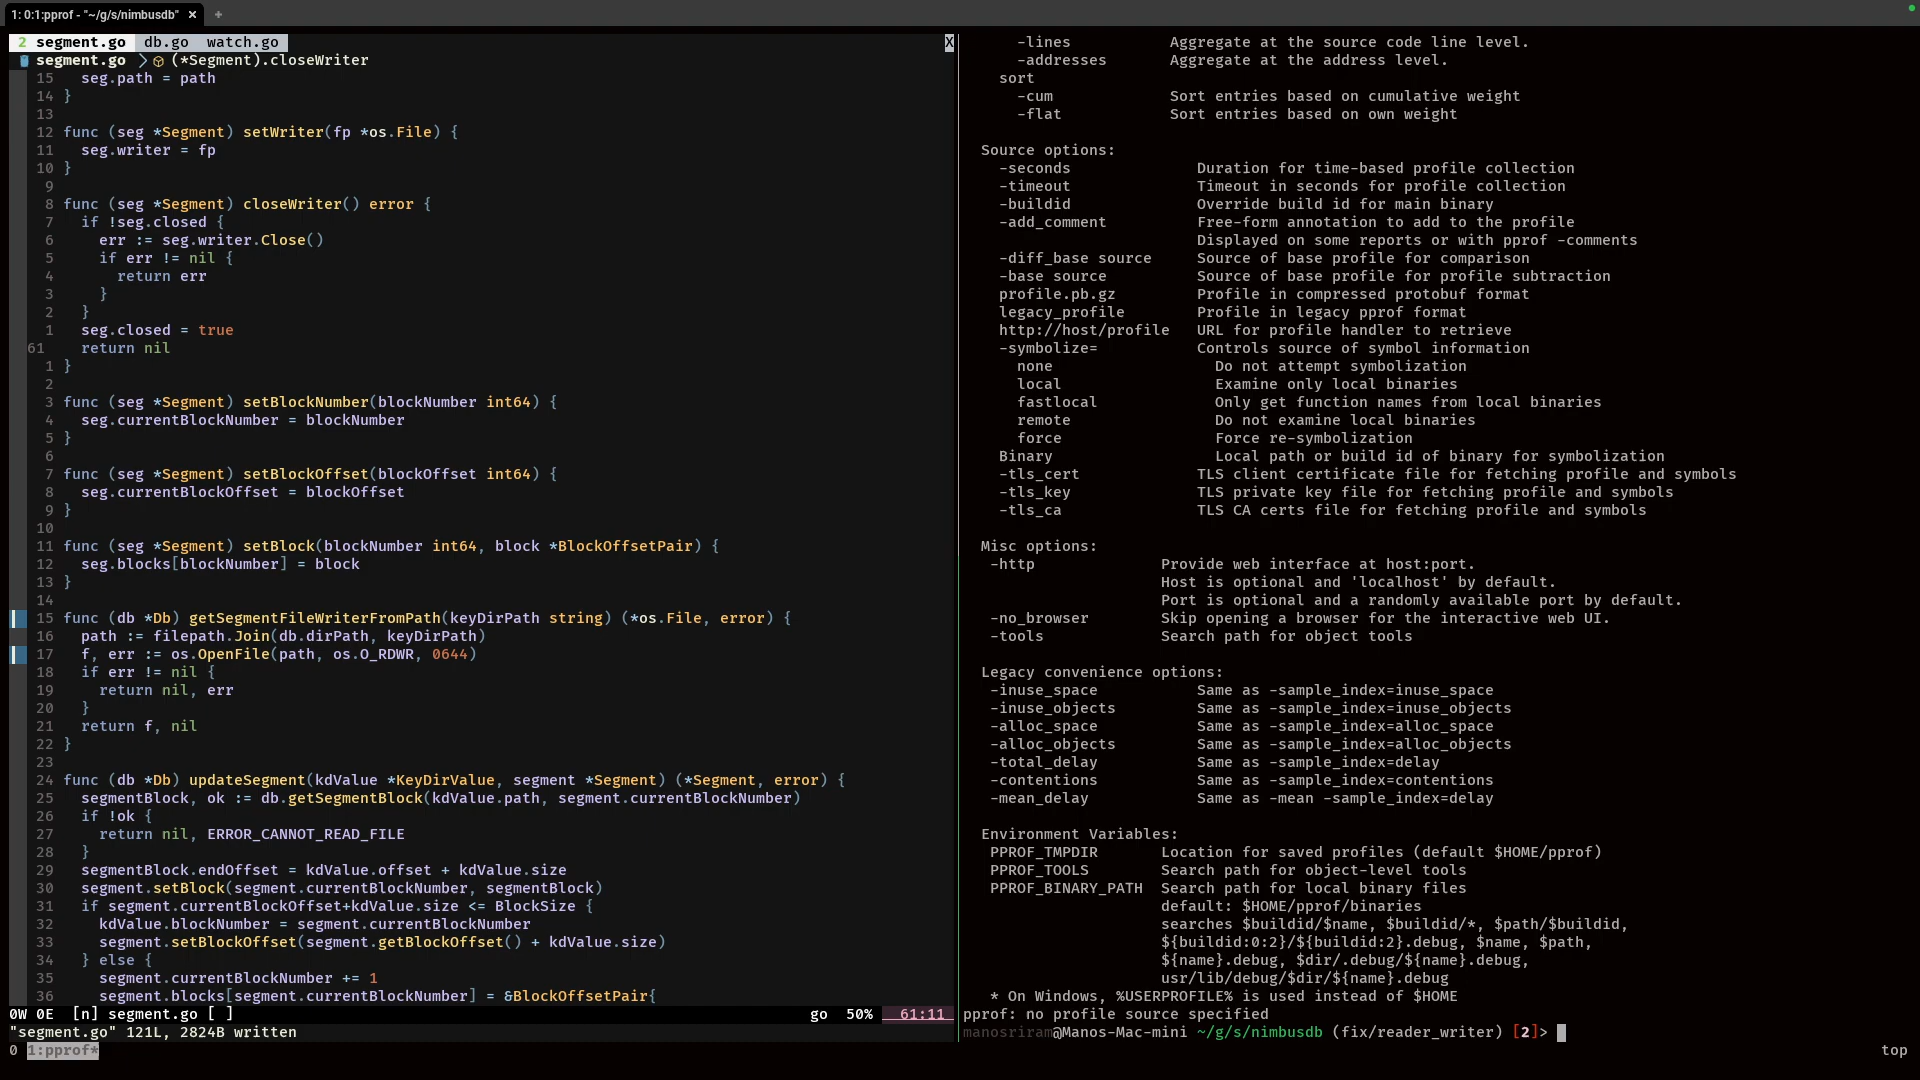 1: 0:1:pprof - "~/g/s/nimbusdb" × +
2 segment.go db.go watch.go X
segment.go > (*Segment).closeWriter
15 seg.path = path
14 }
13
12 func (seg *Segment) setWriter(fp *os.File) {
11 seg.writer = fp
10 }
9
8 func (seg *Segment) closeWriter() error {
7 if !seg.closed {
6 err := seg.writer.Close()
5 if err != nil {
4 return err
3 }
2 }
1 seg.closed = true
61 return nil
1 }
2
3 func (seg *Segment) setBlockNumber(blockNumber int64) {
4 seg.currentBlockNumber = blockNumber
5 }
6
7 func (seg *Segment) setBlockOffset(blockOffset int64) {
8 seg.currentBlockOffset = blockOffset
9 }
10
11 func (seg *Segment) setBlock(blockNumber int64, block *BlockOffsetPair) {
12 seg.blocks[blockNumber] = block
13 }
14
15 func (db *Db) getSegmentFileWriterFromPath(keyDirPath string) (*os.File, error) {
16 path := filepath.Join(db.dirPath, keyDirPath)
17 f, err := os.OpenFile(path, os.O_RDWR, 0644)
18 if err != nil {
19 return nil, err
20 }
21 return f, nil
22 }
23
24 func (db *Db) updateSegment(kdValue *KeyDirValue, segment *Segment) (*Segment, error) {
25 segmentBlock, ok := db.getSegmentBlock(kdValue.path, segment.currentBlockNumber)
26 if !ok {
27 return nil, ERROR_CANNOT_READ_FILE
28 }
29 segmentBlock.endOffset = kdValue.offset + kdValue.size
30 segment.setBlock(segment.currentBlockNumber, segmentBlock)
31 if segment.currentBlockOffset+kdValue.size <= BlockSize {
32 kdValue.blockNumber = segment.currentBlockNumber
33 segment.setBlockOffset(segment.getBlockOffset() + kdValue.size)
34 } else {
35 segment.currentBlockNumber += 1
36 segment.blocks[segment.currentBlockNumber] = &BlockOffsetPair{
0W 0E [n] segment.go [ ] go 50% 61:11
"segment.go" 121L, 2824B written
0 1:pprof*
-lines Aggregate at the source code line level.
-addresses Aggregate at the address level.
sort
-cum Sort entries based on cumulative weight
-flat Sort entries based on own weight
Source options:
-seconds Duration for time-based profile collection
-timeout Timeout in seconds for profile collection
-buildid Override build id for main binary
-add_comment Free-form annotation to add to the profile
Displayed on some reports or with pprof -comments
-diff_base source Source of base profile for comparison
-base source Source of base profile for profile subtraction
profile.pb.gz Profile in compressed protobuf format
legacy_profile Profile in legacy pprof format
http://host/profile URL for profile handler to retrieve
-symbolize= Controls source of symbol information
none Do not attempt symbolization
local Examine only local binaries
fastlocal Only get function names from local binaries
remote Do not examine local binaries
force Force re-symbolization
Binary Local path or build id of binary for symbolization
-tls_cert TLS client certificate file for fetching profile and symbols
-tls_key TLS private key file for fetching profile and symbols
-tls_ca TLS CA certs file for fetching profile and symbols
Misc options:
-http Provide web interface at host:port.
Host is optional and 'localhost' by default.
Port is optional and a randomly available port by default.
-no_browser Skip opening a browser for the interactive web UI.
-tools Search path for object tools
Legacy convenience options:
-inuse_space Same as -sample_index=inuse_space
-inuse_objects Same as -sample_index=inuse_objects
-alloc_space Same as -sample_index=alloc_space
-alloc_objects Same as -sample_index=alloc_objects
-total_delay Same as -sample_index=delay
-contentions Same as -sample_index=contentions
-mean_delay Same as -mean -sample_index=delay
Environment Variables:
PPROF_TMPDIR Location for saved profiles (default $HOME/pprof)
PPROF_TOOLS Search path for object-level tools
PPROF_BINARY_PATH Search path for local binary files
default: $HOME/pprof/binaries
searches $buildid/$name, $buildid/*, $path/$buildid,
${buildid:0:2}/${buildid:2}.debug, $name, $path,
${name}.debug, $dir/.debug/${name}.debug,
usr/lib/debug/$dir/${name}.debug
* On Windows, %USERPROFILE% is used instead of $HOME
pprof: no profile source specified
manosriram@Manos-Mac-mini ~/g/s/nimbusdb (fix/reader_writer) [2]>
top